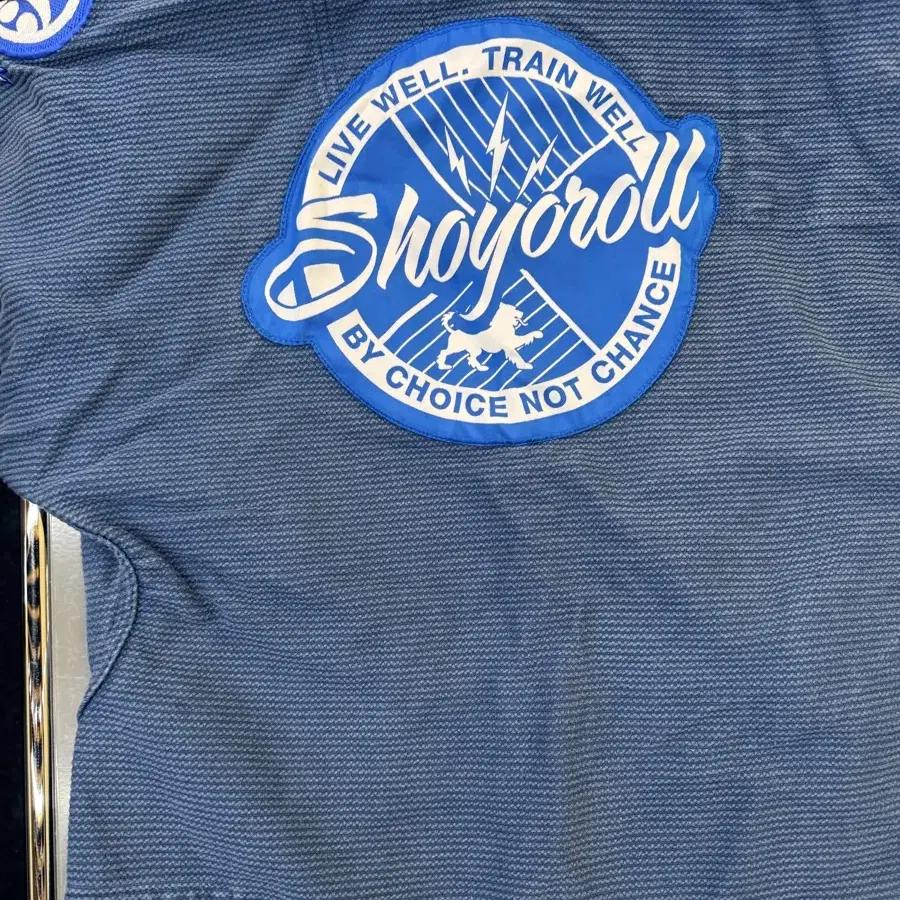 LIVE WELL. TRAIN WELL
Shoyoroll
BY CHOICE NOT CHANCE